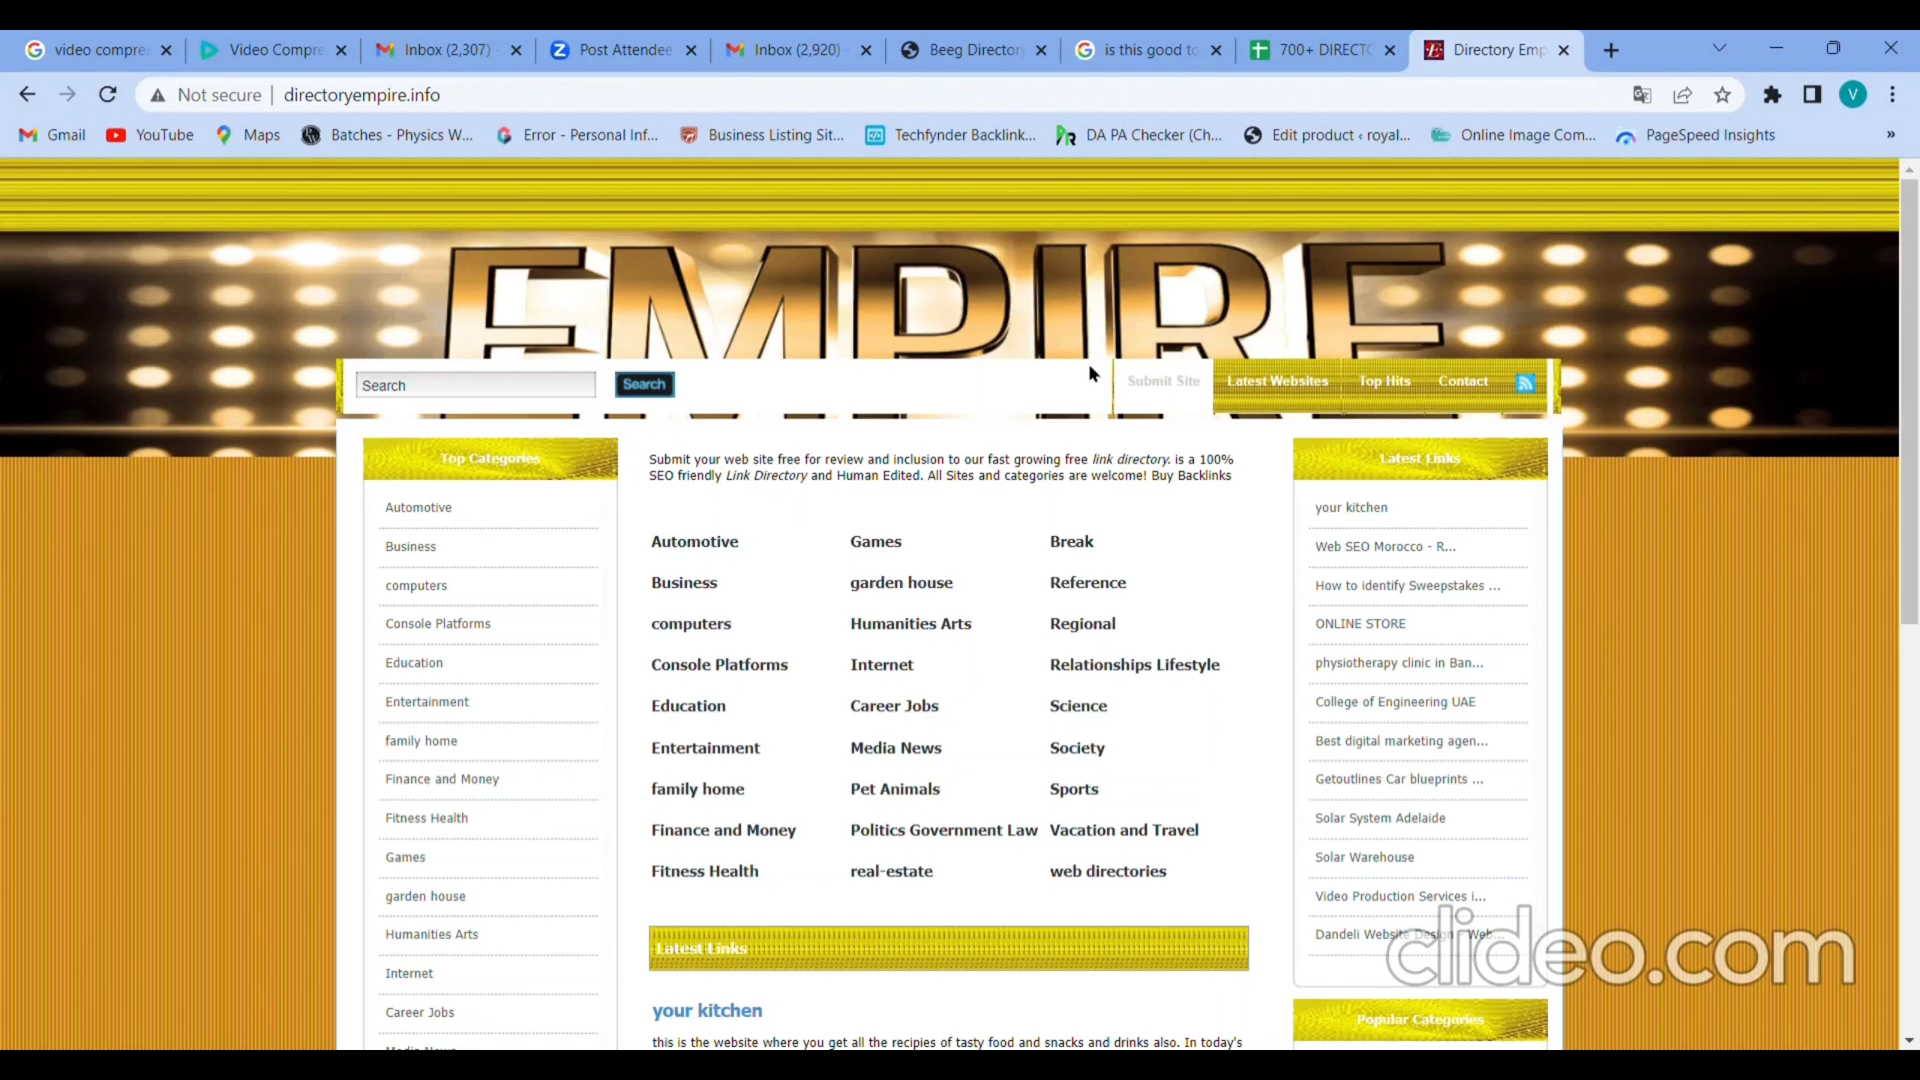 video compre
Video Compre
Inbox (2,307)
Post Attendee
Inbox (2,920)
Beeg Director
is this good to
700+ DIRECTO
Directory Emp
Not secure
directoryempire.info
V
Gmail
YouTube
Maps
Batches - Physics W...
Error - Personal Inf...
Business Listing Sit...
Techfynder Backlink...
DA PA Checker (Ch...
Edit product ‹ royal...
Online Image Com...
PageSpeed Insights
»
EMPIRE
Search
Search
Submit Site
Latest Websites
Top Hits
Contact
Top Categories
Automotive
Business
computers
Console Platforms
Education
Entertainment
family home
Finance and Money
Fitness Health
Games
garden house
Humanities Arts
Internet
Career Jobs
Media News
Submit your web site free for review and inclusion to our fast growing free link directory. is a 100%
SEO friendly Link Directory and Human Edited. All Sites and categories are welcome! Buy Backlinks
Automotive Games Break
Business garden house Reference
computers Humanities Arts Regional
Console Platforms Internet Relationships Lifestyle
Education Career Jobs Science
Entertainment Media News Society
family home Pet Animals Sports
Finance and Money Politics Government Law Vacation and Travel
Fitness Health real-estate web directories
Latest Links
your kitchen
this is the website where you get all the recipies of tasty food and snacks and drinks also. In today's
Latest Links
your kitchen
Web SEO Morocco - R...
How to identify Sweepstakes ...
ONLINE STORE
physiotherapy clinic in Ban...
College of Engineering UAE
Best digital marketing agen...
Getoutlines Car blueprints ...
Solar System Adelaide
Solar Warehouse
Video Production Services i...
Dandeli Website Design - Web...
Popular Categories
clideo.com